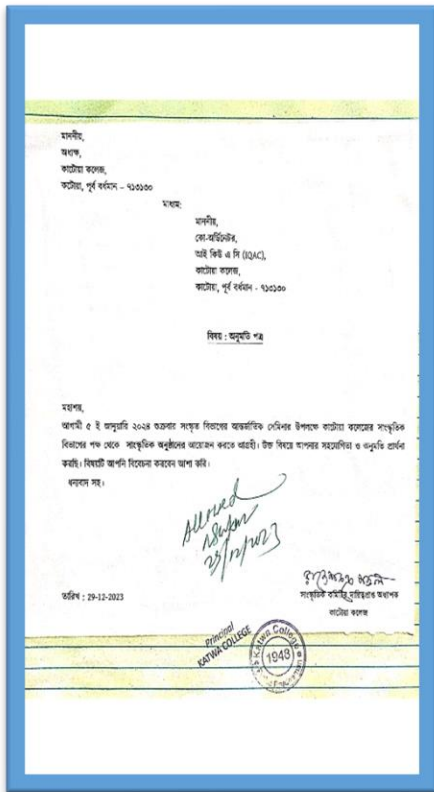 মাননীয়,
অধ্যক্ষ,
কাটোয়া কলেজ,
কাটোয়া, পূর্ব বর্ধমান - ৭১৩১৩০
মাধ্যম:
মাননীয়,
কো-অর্ডিনেটর,
আই কিউ এ সি (IQAC),
কাটোয়া কলেজ,
কাটোয়া, পূর্ব বর্ধমান - ৭১৩১৩০
বিষয় : অনুমতি পত্র
মহাশয়,
আগামী ৫ ই জানুয়ারি ২০২৪ শুক্রবার সংস্কৃত বিভাগের আন্তর্জাতিক সেমিনার উপলক্ষে কাটোয়া কলেজের সাংস্কৃতিক
বিভাগের পক্ষ থেকে সাংস্কৃতিক অনুষ্ঠানের আয়োজন করতে আগ্রহী। উক্ত বিষয়ে আপনার সহযোগিতা ও অনুমতি প্রার্থনা
করছি। বিষয়টি আপনি বিবেচনা করবেন আশা করি।
ধন্যবাদ সহ।
Allowed
29/12/2023
তারিখ : 29-12-2023
সাংস্কৃতিক কমিটির দায়িত্বপ্রাপ্ত অধ্যাপক
কাটোয়া কলেজ
Principal
KATWA COLLEGE
Katwa College
1948